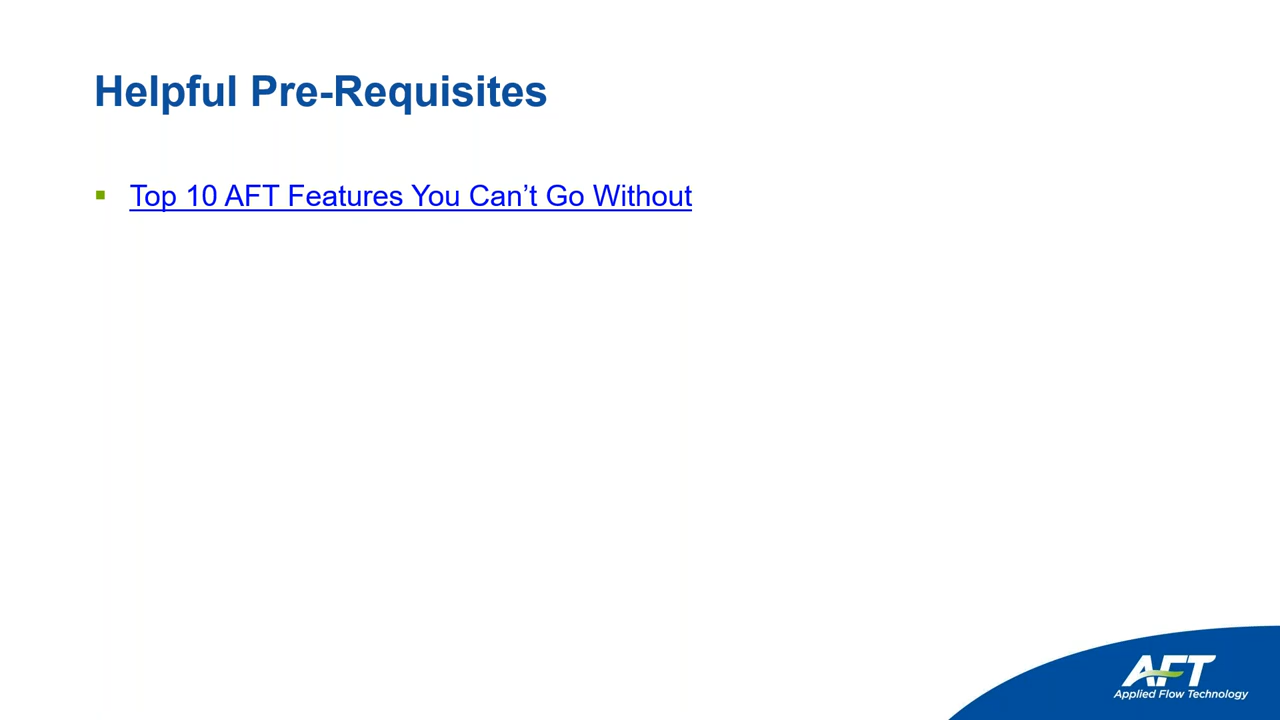 Helpful Pre-Requisites
Top 10 AFT Features You Can’t Go Without
AFT
Applied Flow Technology